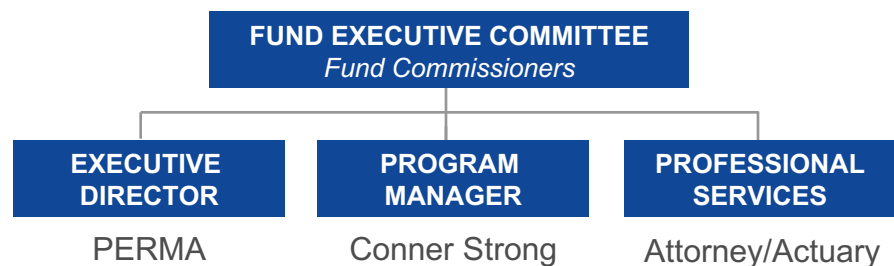 FUND EXECUTIVE COMMITTEE
Fund Commissioners
EXECUTIVE
DIRECTOR
PERMA
PROGRAM
MANAGER
Conner Strong
PROFESSIONAL
SERVICES
Attorney/Actuary